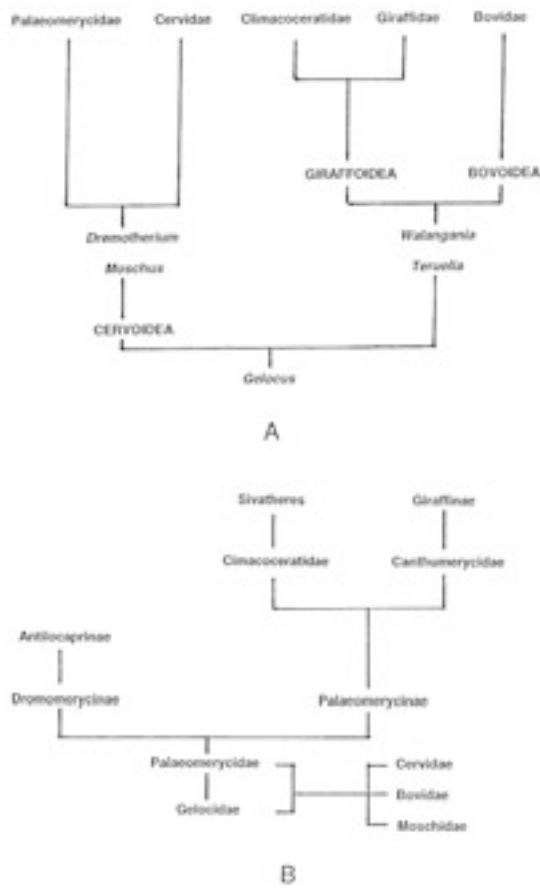 Palaeomerycidae Cervidae Climacoceratidae Giraffidae Bovidae
GIRAFFOIDEA BOVOIDEA
Dremotherium Walangania
Moschus Teruelia
CERVOIDEA
Gelocus
A
Sivatheres Giraffinae
Cimacoceratidae Canthumerycidae
Antilocaprinae
Dromomerycinae Palaeomerycinae
Palaeomerycidae Cervidae
Gelocidae Bovidae
Moschidae
B